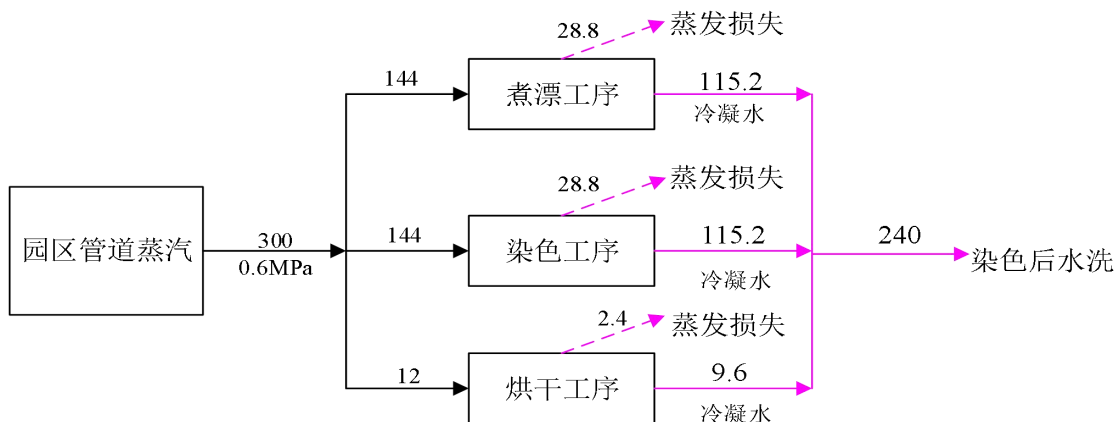 28.8
蒸发损失
144
煮漂工序
115.2
冷凝水
28.8
蒸发损失
园区管道蒸汽
300
0.6MPa
144
染色工序
115.2
冷凝水
240
染色后水洗
2.4
蒸发损失
12
烘干工序
9.6
冷凝水